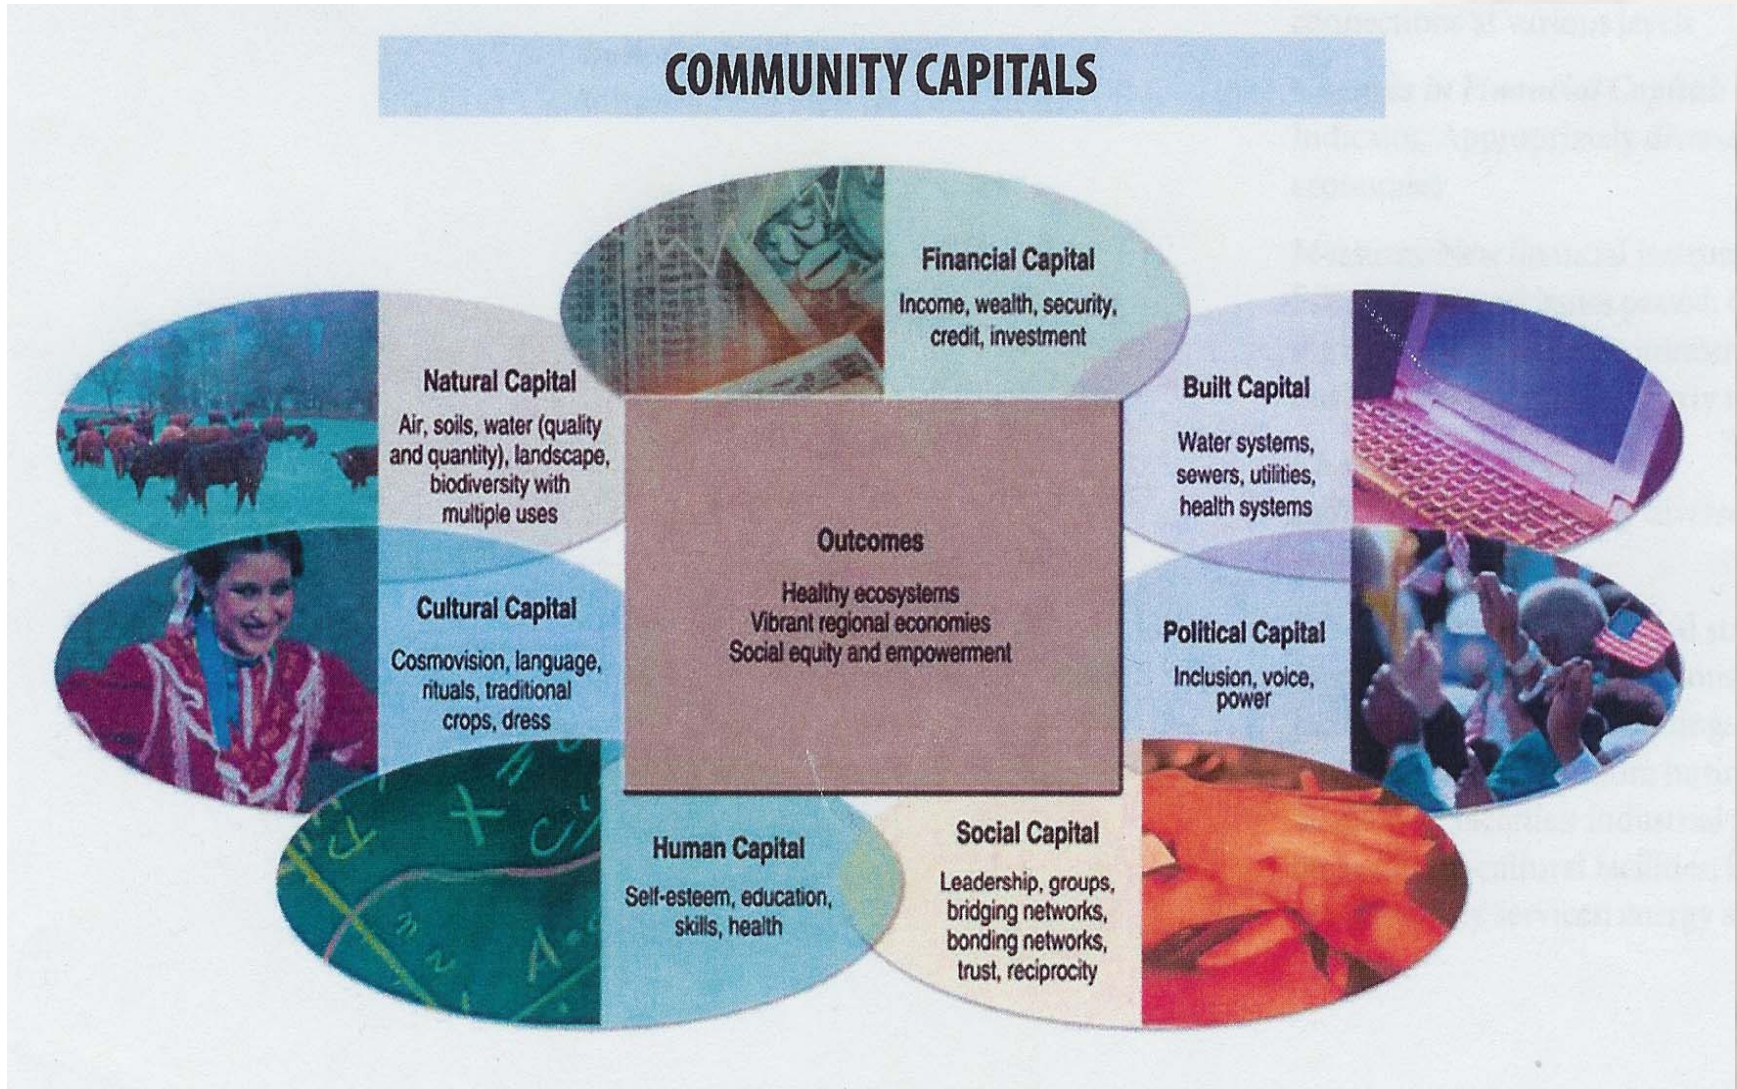 COMMUNITY CAPITALS
Financial Capital
Income, wealth, security,
credit, investment
Natural Capital
Air, soils, water (quality
and quantity), landscape,
biodiversity with
multiple uses
Built Capital
Water systems,
sewers, utilities,
health systems
Outcomes
Healthy ecosystems
Vibrant regional economies
Social equity and empowerment
Cultural Capital
Cosmovision, language,
rituals, traditional
crops, dress
Political Capital
Inclusion, voice,
power
Human Capital
Self-esteem, education,
skills, health
Social Capital
Leadership, groups,
bridging networks,
bonding networks,
trust, reciprocity